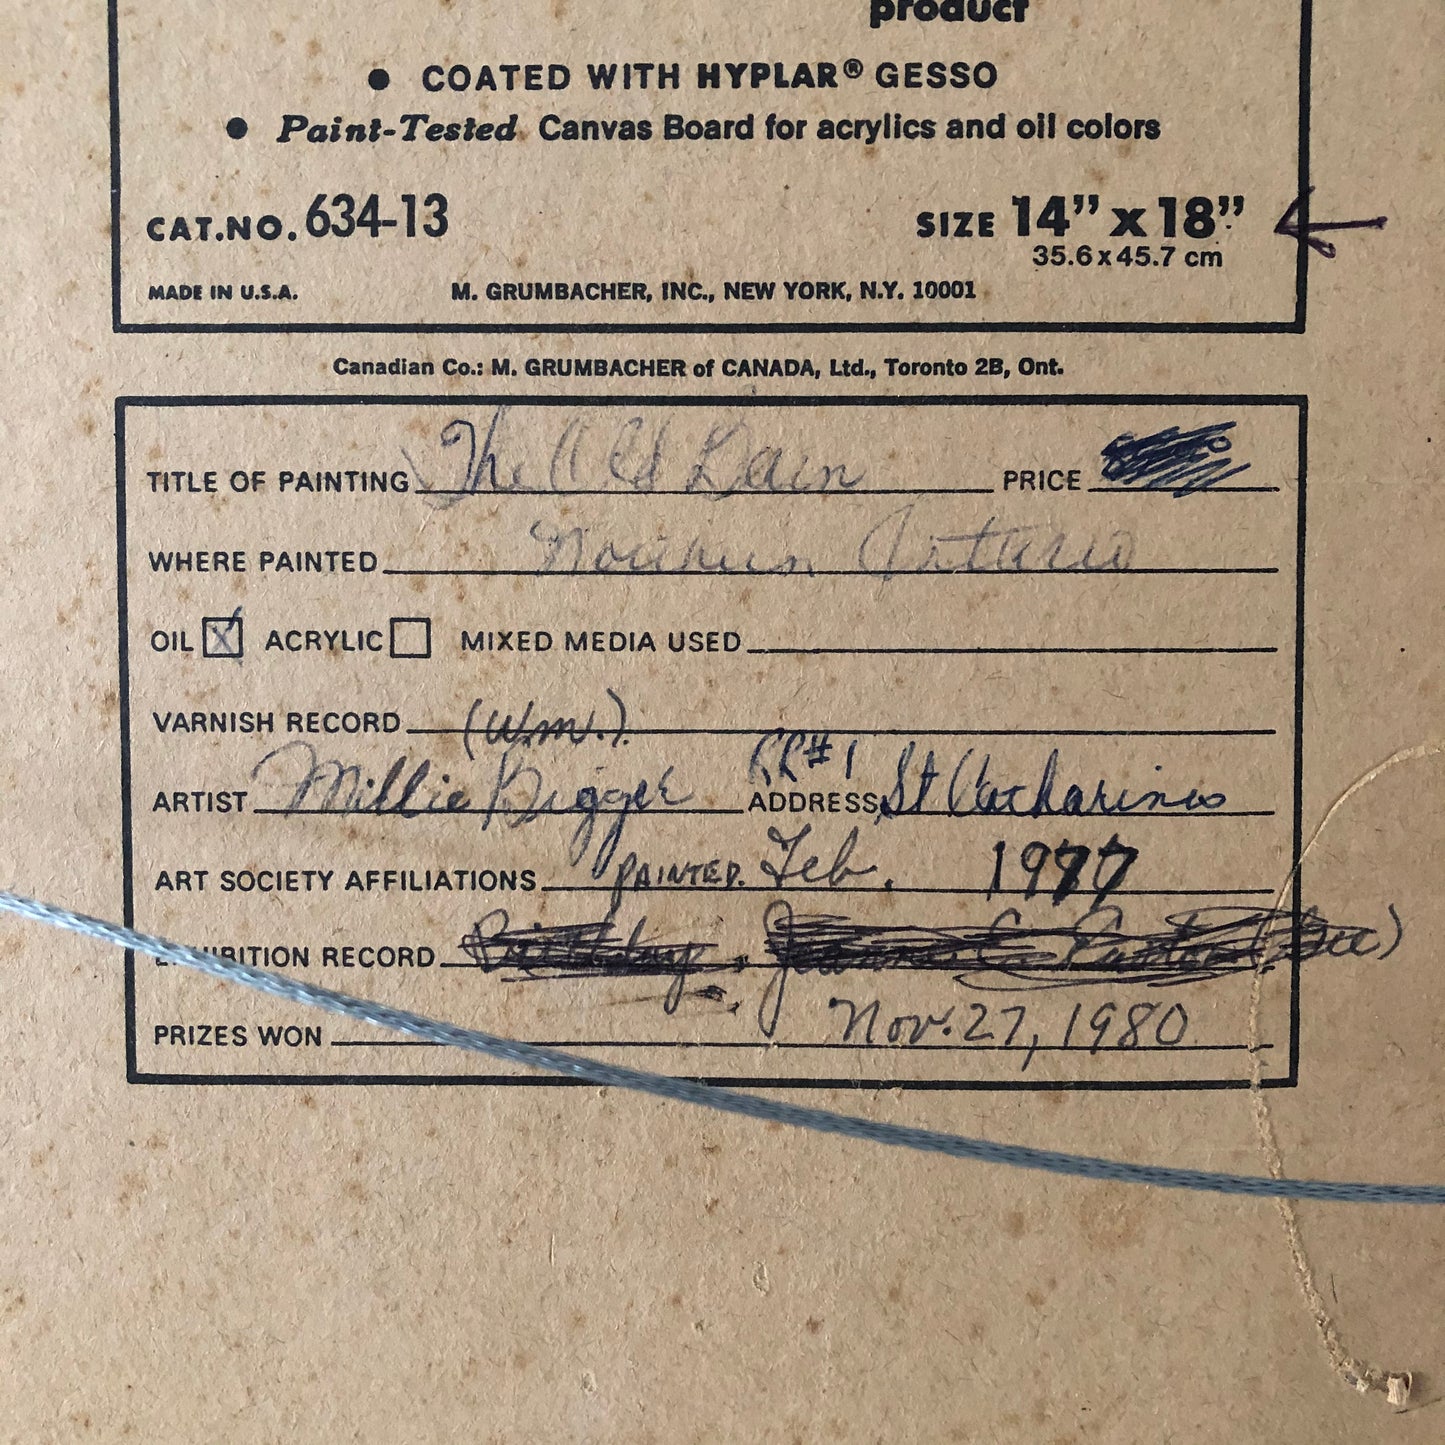 product
• COATED WITH HYPLAR® GESSO
• Paint-Tested Canvas Board for acrylics and oil colors
CAT. NO. 634-13 SIZE 14” x 18”
35.6 x 45.7 cm
MADE IN U.S.A. M. GRUMBACHER, INC., NEW YORK, N.Y. 10001
Canadian Co.: M. GRUMBACHER of CANADA, Ltd., Toronto 2B, Ont.
TITLE OF PAINTING The Old PRICE
WHERE PAINTED Northern Ontario
OIL X ACRYLIC MIXED MEDIA USED
VARNISH RECORD (W.m.)
RR#1
ARTIST Millie Bigger ADDRESS St Catharines
ART SOCIETY AFFILIATIONS PAINTED. Feb. 1977
EXHIBITION RECORD Birthday
PRIZES WON Nov. 27, 1980